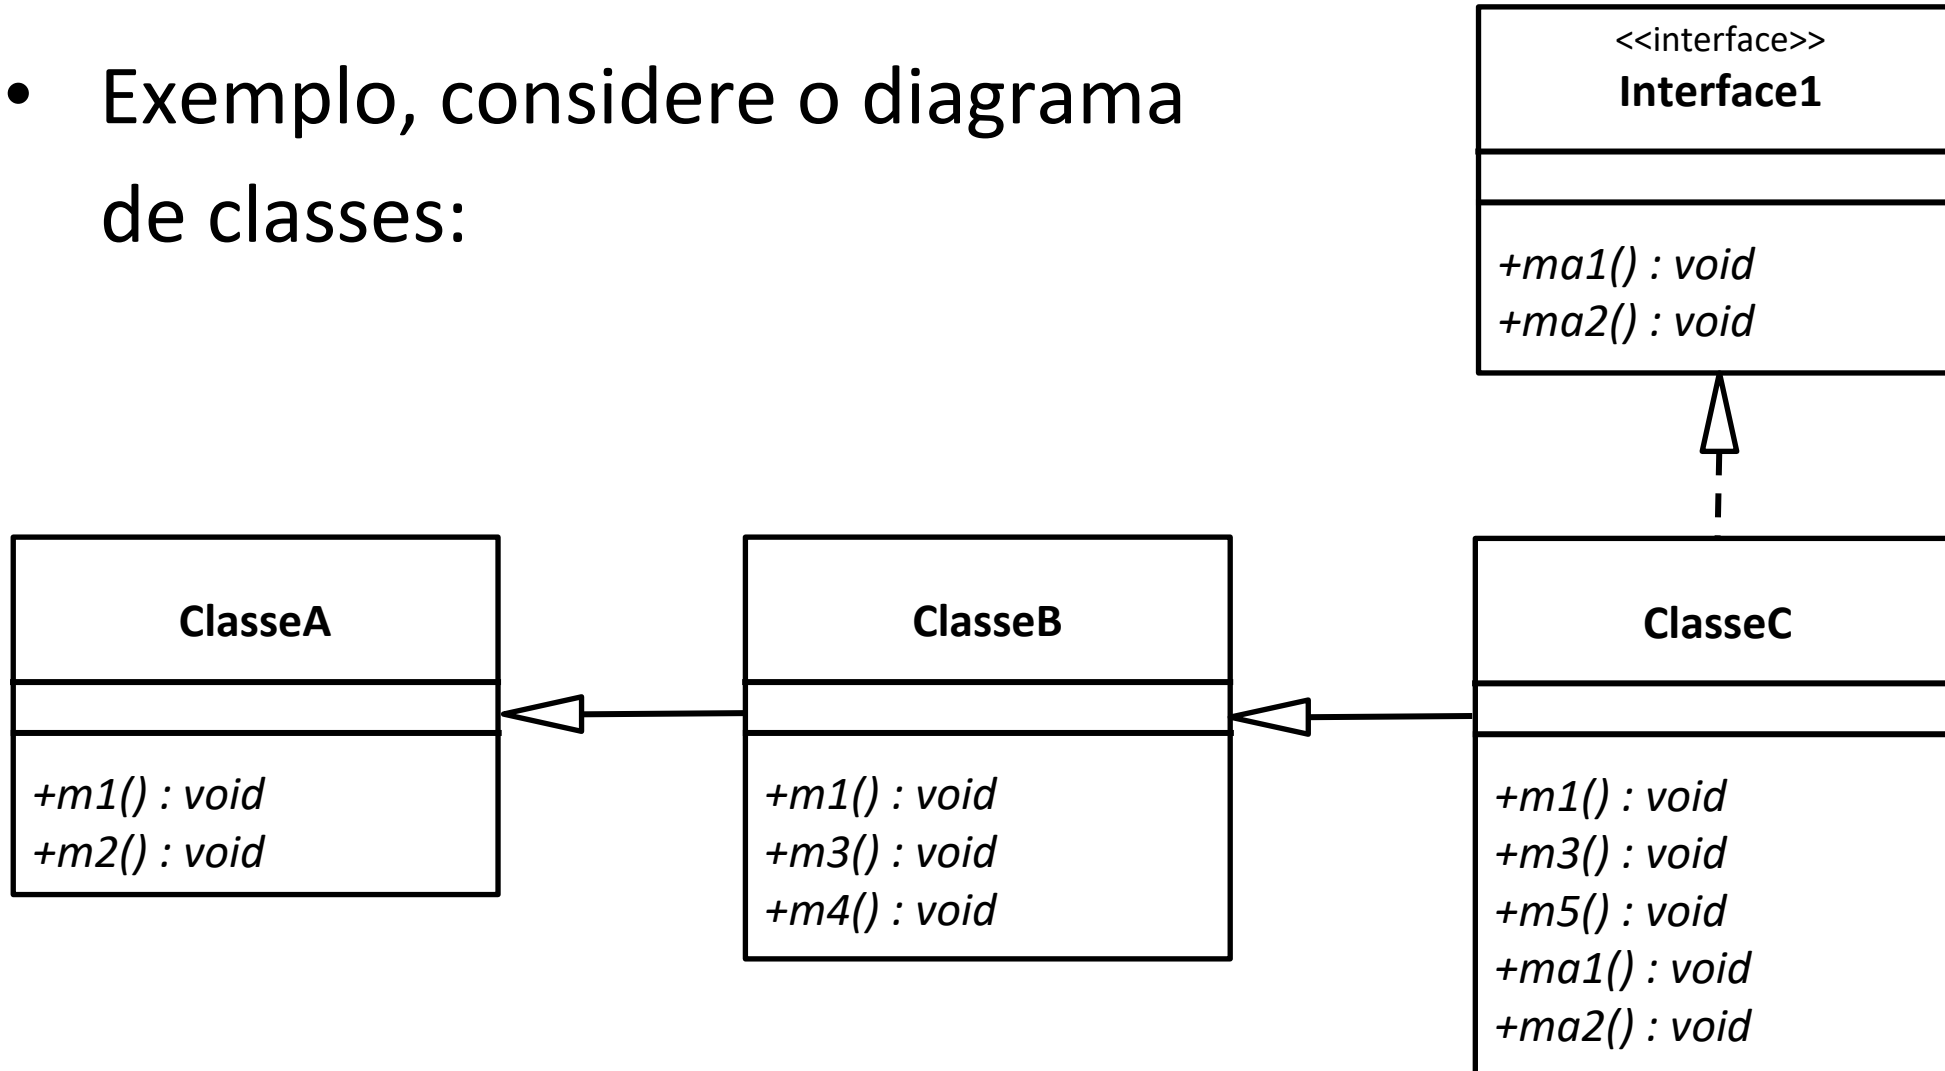 • Exemplo, considere o diagrama
de classes:
<<interface>>
Interface1
+ma1() : void
+ma2() : void
ClasseA
+m1() : void
+m2() : void
ClasseB
+m1() : void
+m3() : void
+m4() : void
ClasseC
+m1() : void
+m3() : void
+m5() : void
+ma1() : void
+ma2() : void